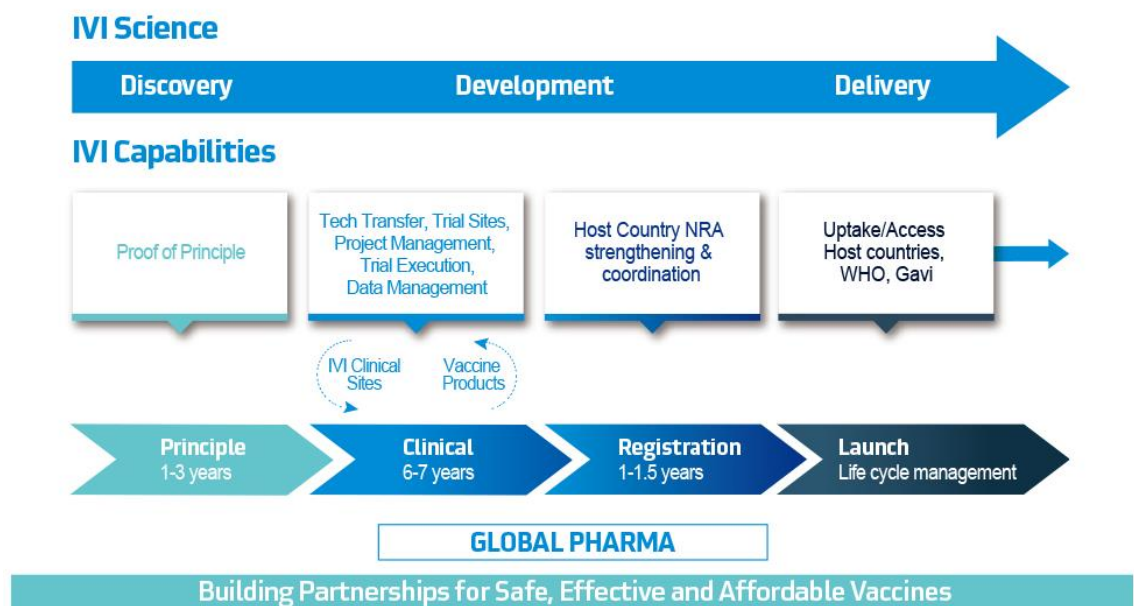 IVI Science
Discovery
Development
Delivery
IVI Capabilities
Proof of Principle
Tech Transfer, Trial Sites,
Project Management,
Trial Execution,
Data Management
Host Country NRA
strengthening &
coordination
Uptake/Access
Host countries,
WHO, Gavi
IVI Clinical
Sites
Vaccine
Products
Principle
1-3 years
Clinical
6-7 years
Registration
1-1.5 years
Launch
Life cycle management
GLOBAL PHARMA
Building Partnerships for Safe, Effective and Affordable Vaccines